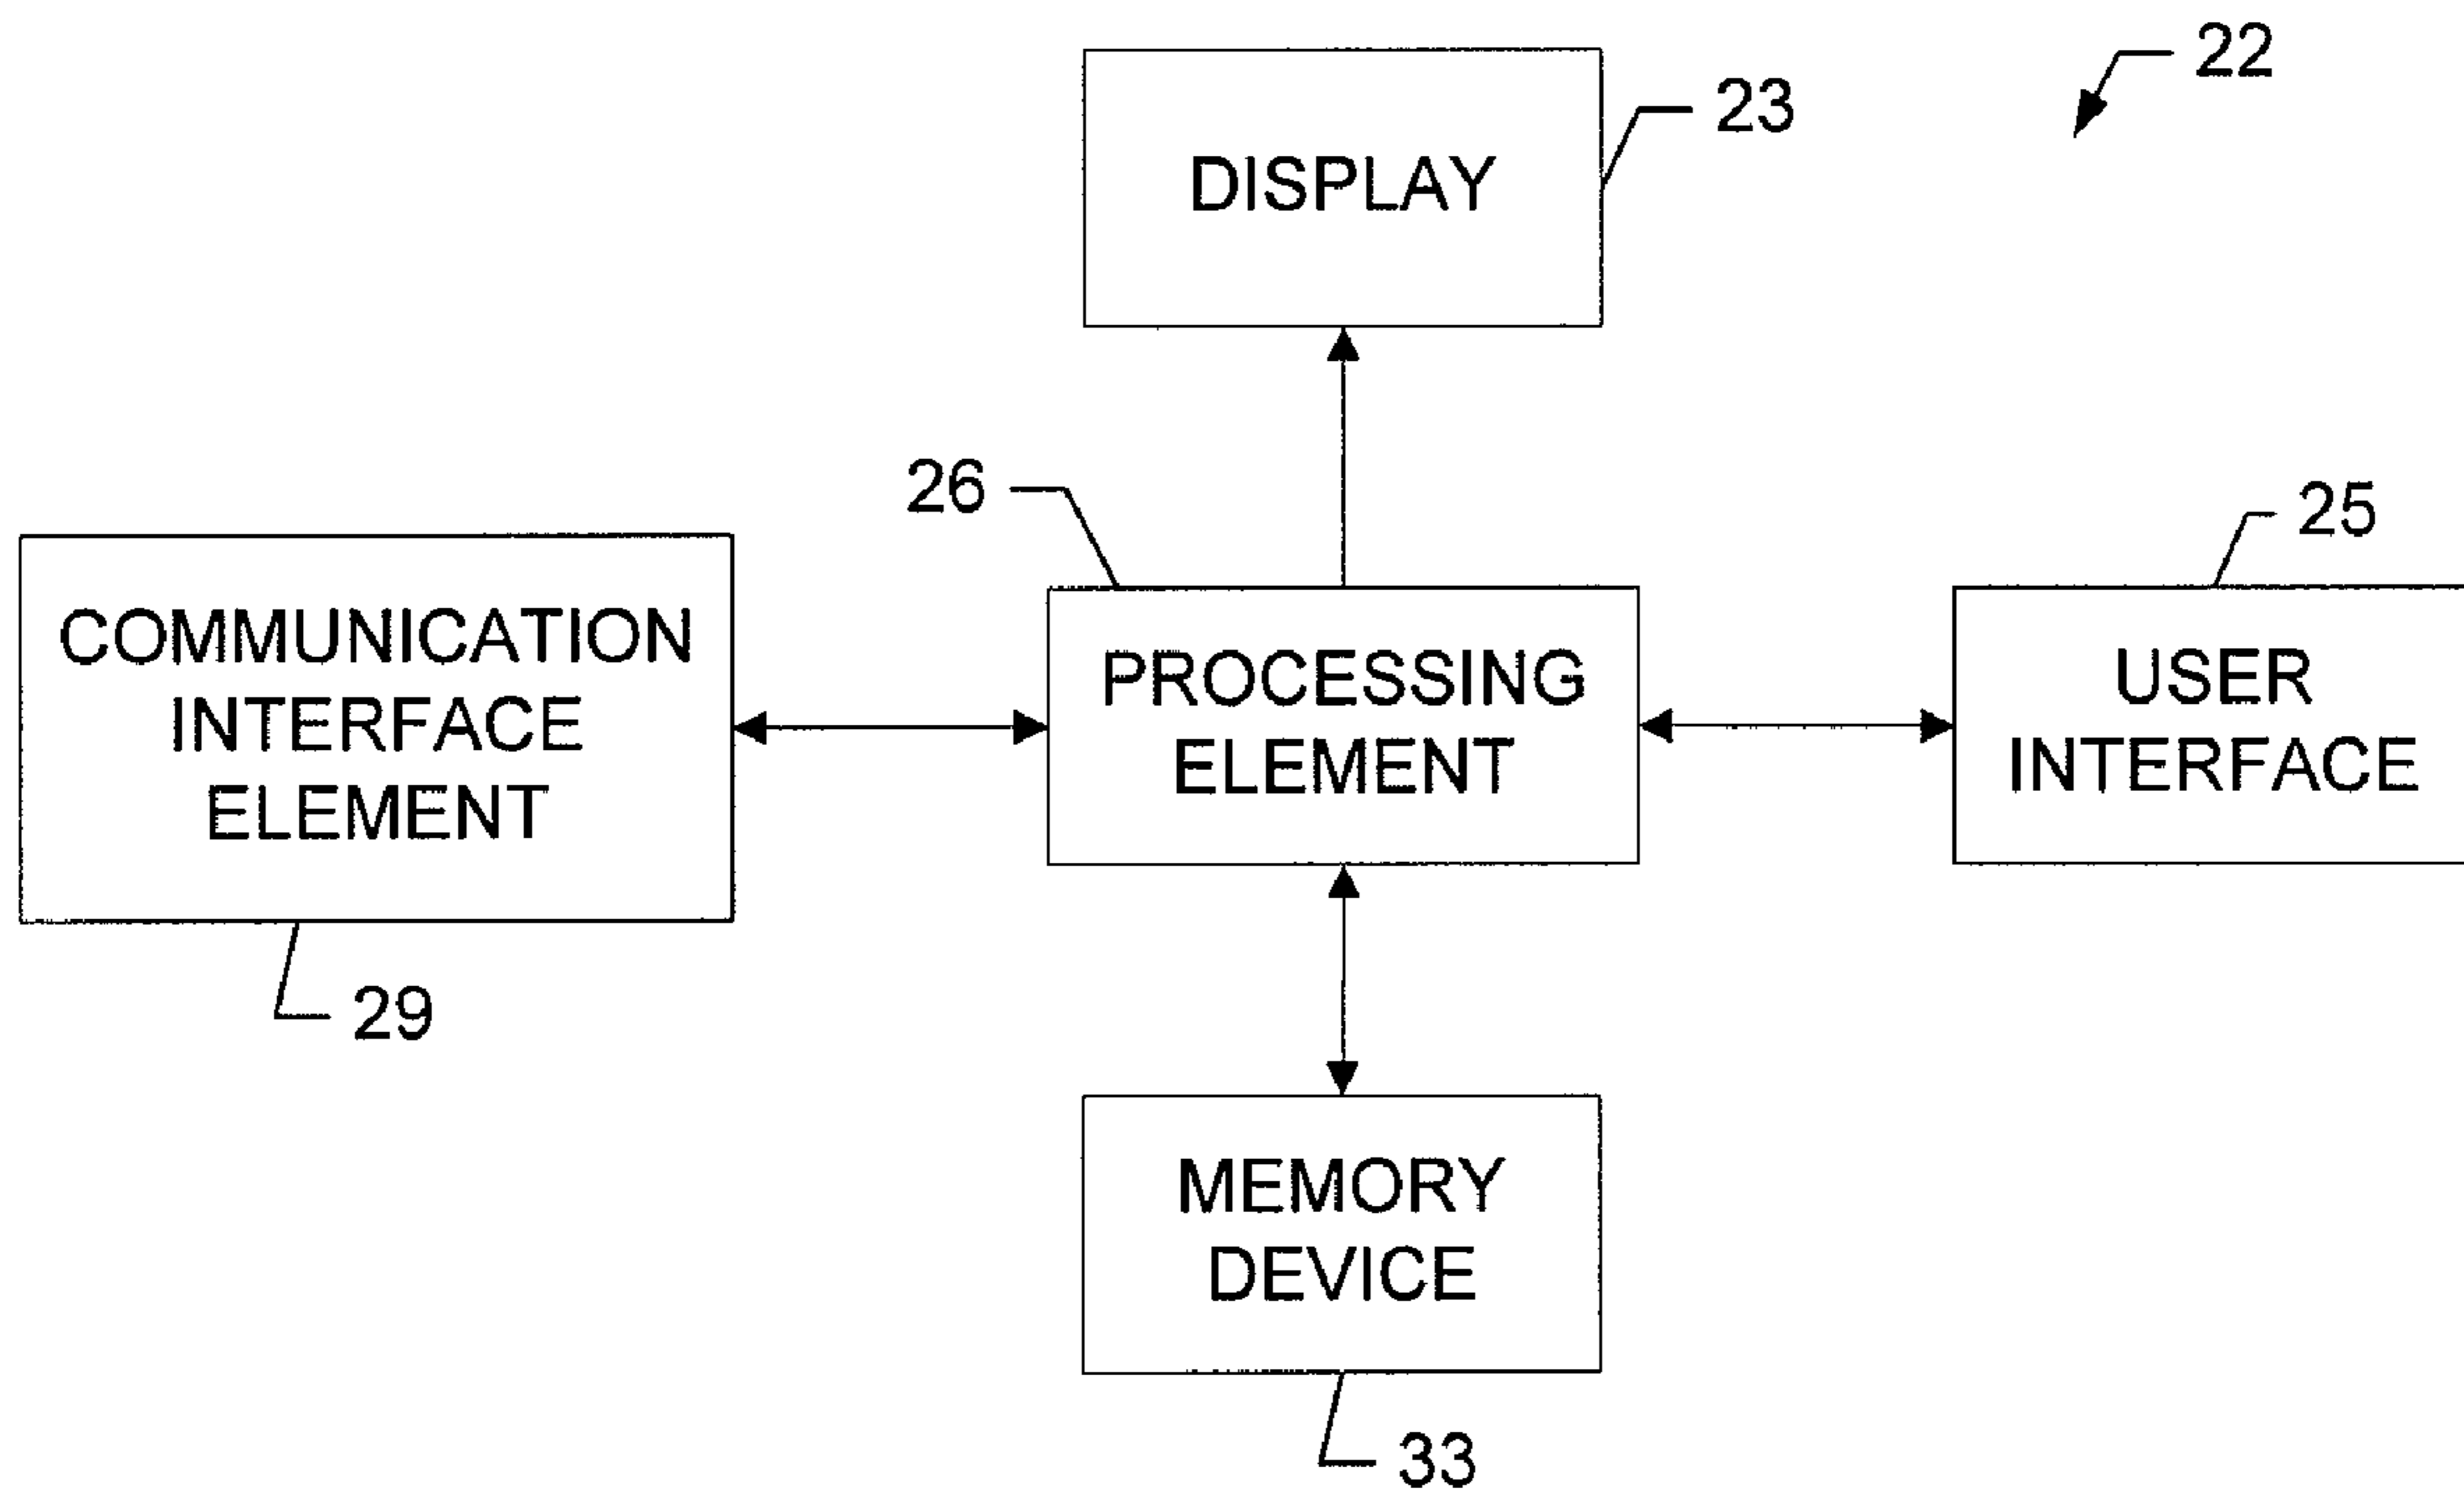 22
23
DISPLAY
26
25
COMMUNICATION
INTERFACE
ELEMENT
PROCESSING
ELEMENT
USER
INTERFACE
29
MEMORY
DEVICE
33